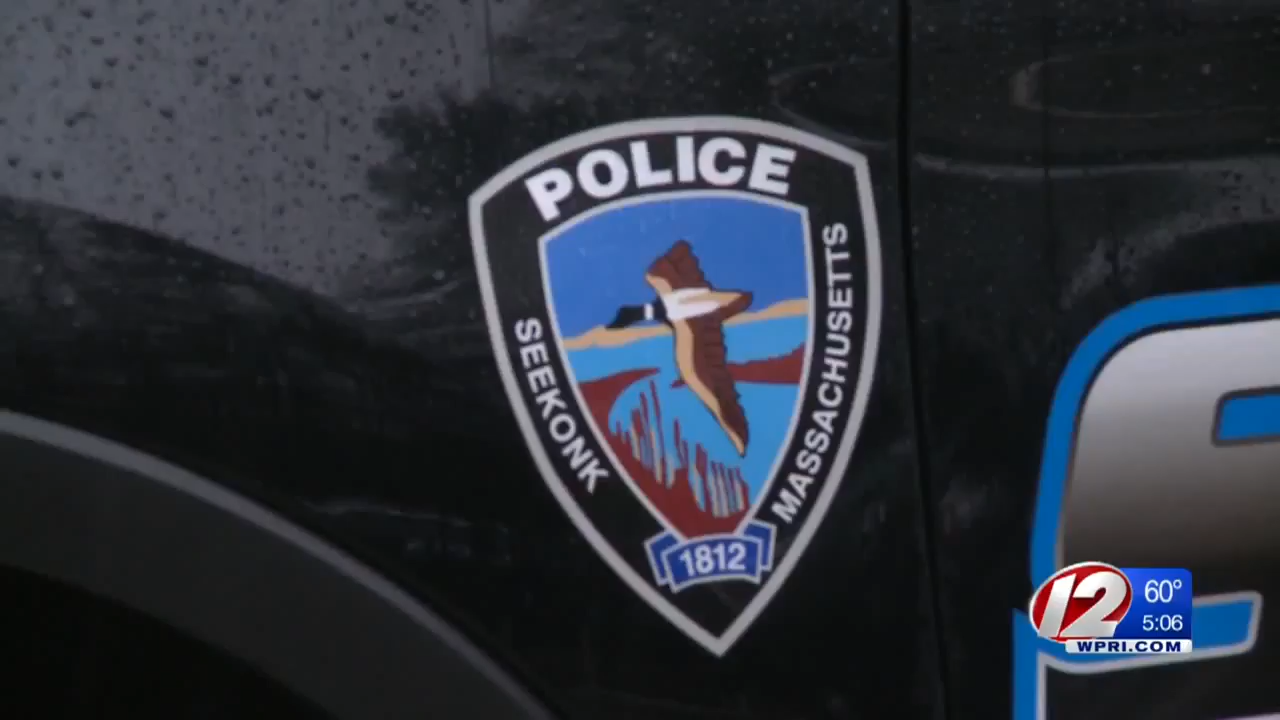 POLICE
SEEKONK
MASSACHUSETTS
1812
12
60°
5:06
WPRI.COM